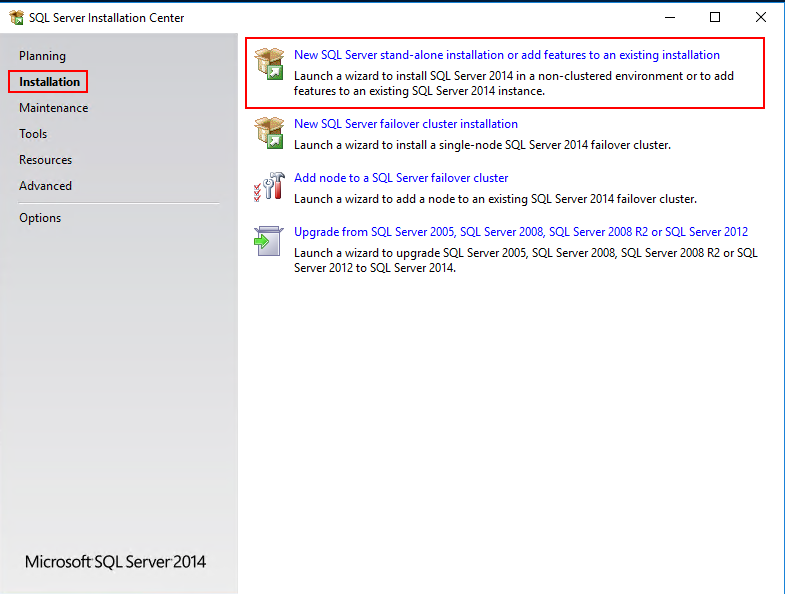 SQL Server Installation Center
Planning
Installation
Maintenance
Tools
Resources
Advanced
Options
New SQL Server stand-alone installation or add features to an existing installation
Launch a wizard to install SQL Server 2014 in a non-clustered environment or to add
features to an existing SQL Server 2014 instance.
New SQL Server failover cluster installation
Launch a wizard to install a single-node SQL Server 2014 failover cluster.
Add node to a SQL Server failover cluster
Launch a wizard to add a node to an existing SQL Server 2014 failover cluster.
Upgrade from SQL Server 2005, SQL Server 2008, SQL Server 2008 R2 or SQL Server 2012
Launch a wizard to upgrade SQL Server 2005, SQL Server 2008, SQL Server 2008 R2 or SQL
Server 2012 to SQL Server 2014.
Microsoft SQL Server 2014